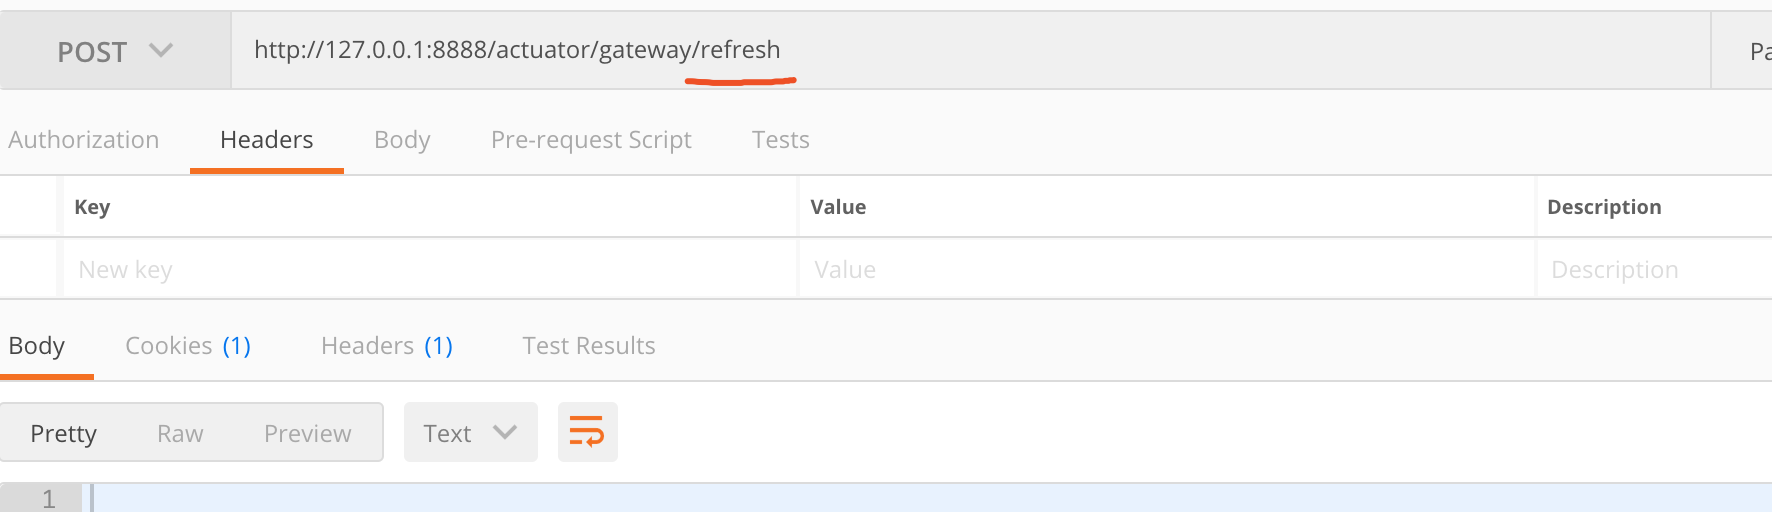 POST http://127.0.0.1:8888/actuator/gateway/refresh Pa
Authorization Headers Body Pre-request Script Tests
Key Value Description
New key Value Description
Body Cookies (1) Headers (1) Test Results
Pretty Raw Preview Text
1